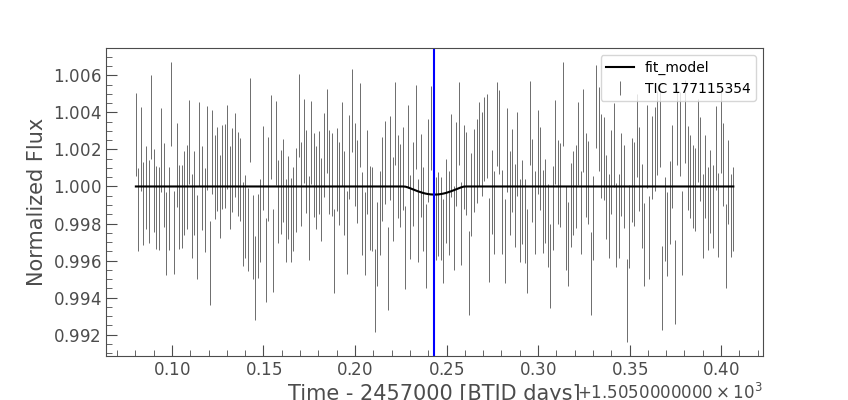 fit_model
TIC 177115354
Normalized Flux
1.006
1.004
1.002
1.000
0.998
0.996
0.994
0.992
0.10 0.15 0.20 0.25 0.30 0.35 0.40
Time - 2457000 [BTJD days]
+1.5050000000 × 10³